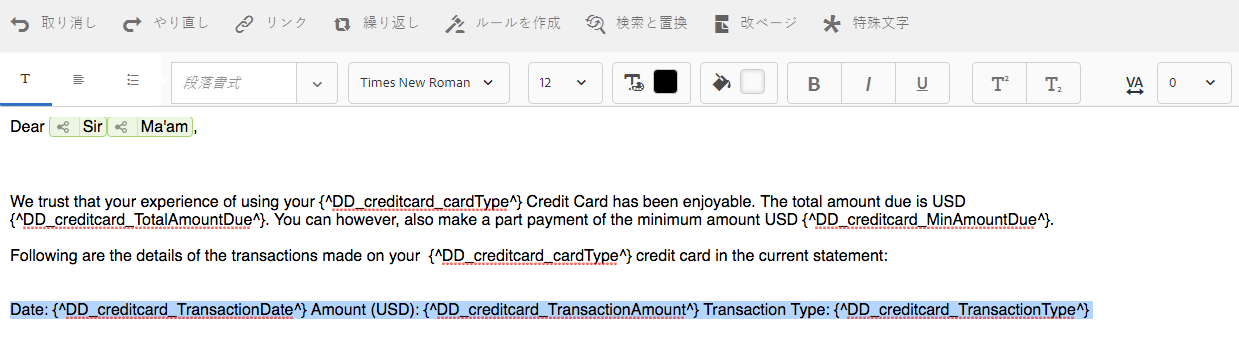 取り消し やり直し リンク 繰り返し ルールを作成 検索と置換 改ページ 特殊文字
T 段落書式 Times New Roman 12 T B I U T² T₂ VA 0
Dear Sir Ma'am,
We trust that your experience of using your {^DD_creditcard_cardType^} Credit Card has been enjoyable. The total amount due is USD
{^DD_creditcard_TotalAmountDue^}. You can however, also make a part payment of the minimum amount USD {^DD_creditcard_MinAmountDue^}.
Following are the details of the transactions made on your {^DD_creditcard_cardType^} credit card in the current statement:
Date: {^DD_creditcard_TransactionDate^} Amount (USD): {^DD_creditcard_TransactionAmount^} Transaction Type: {^DD_creditcard_TransactionType^}